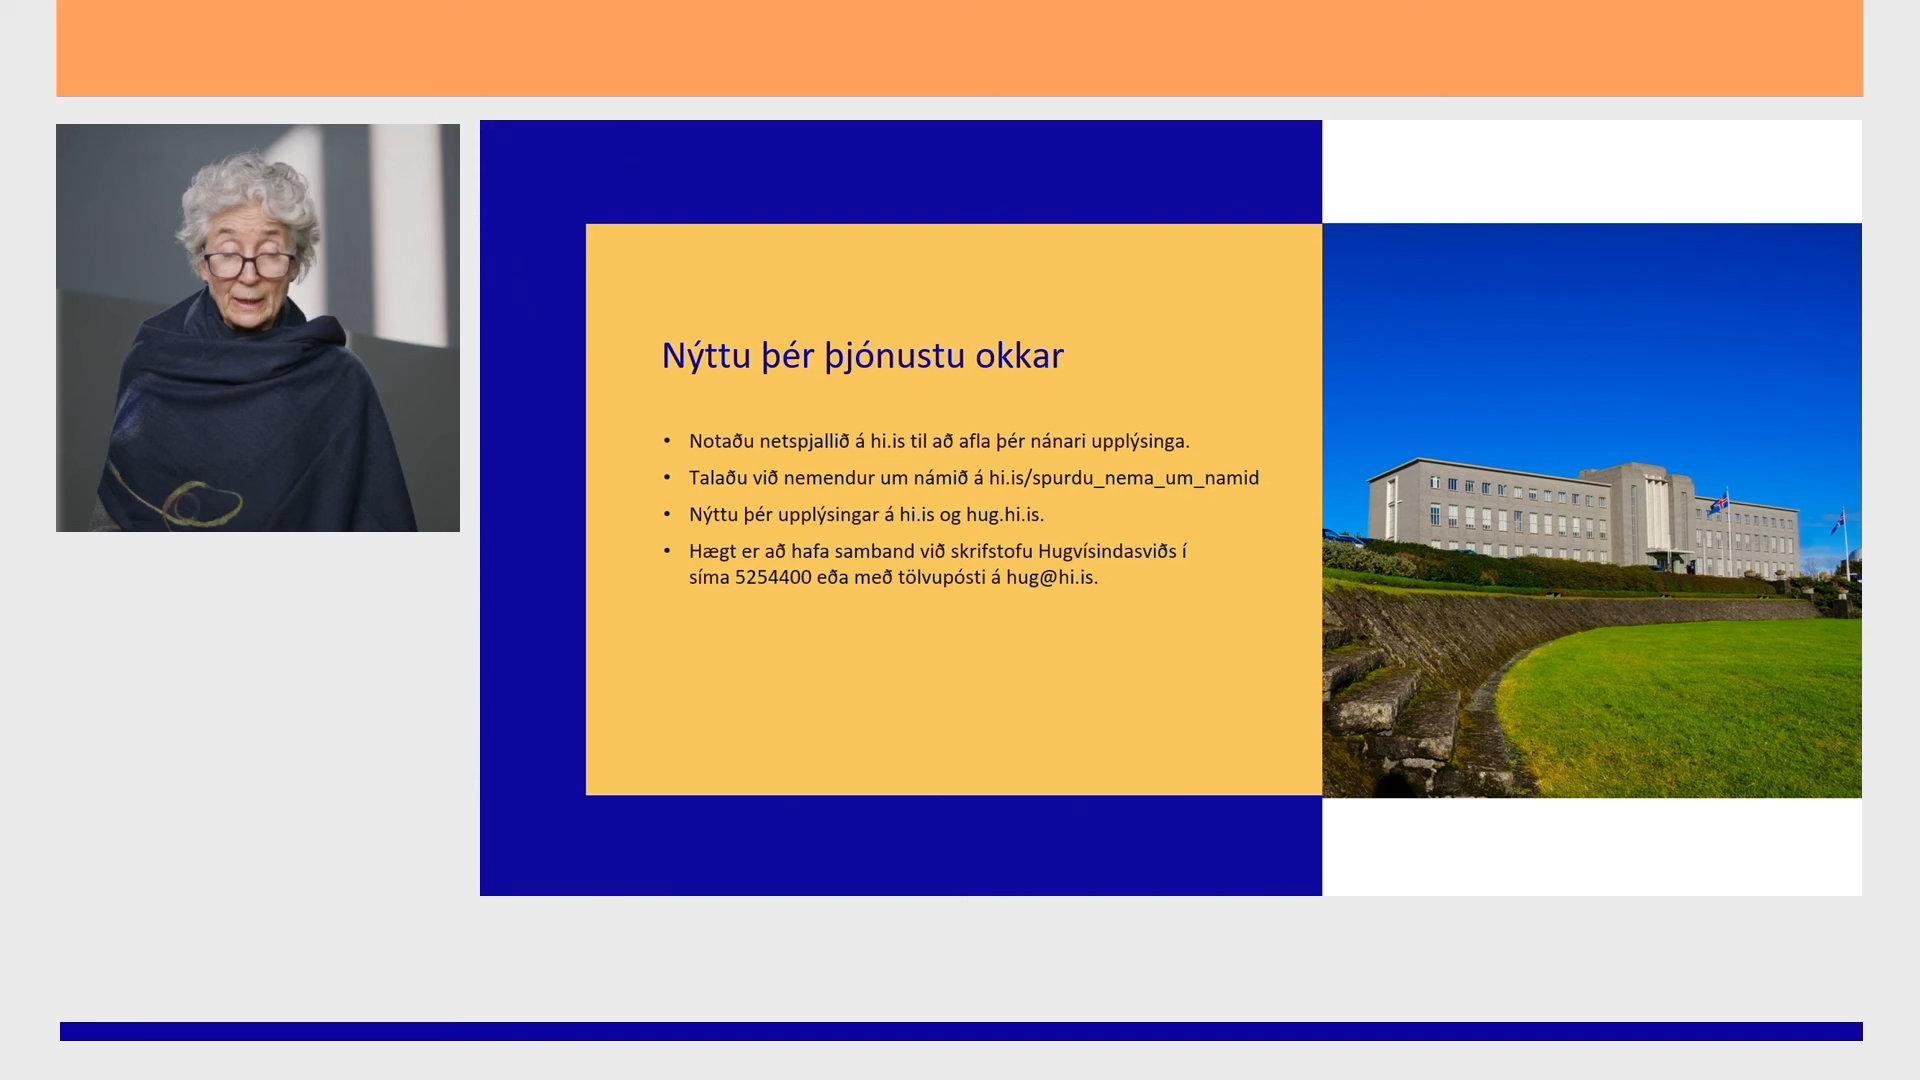 Nýttu þér þjónustu okkar
• Notaðu netspjallið á hi.is til að afla þér nánari upplýsinga.
• Talaðu við nemendur um námið á hi.is/spurdu_nema_um_namid
• Nýttu þér upplýsingar á hi.is og hug.hi.is.
• Hægt er að hafa samband við skrifstofu Hugvísindasviðs í
síma 5254400 eða með tölvupósti á hug@hi.is.